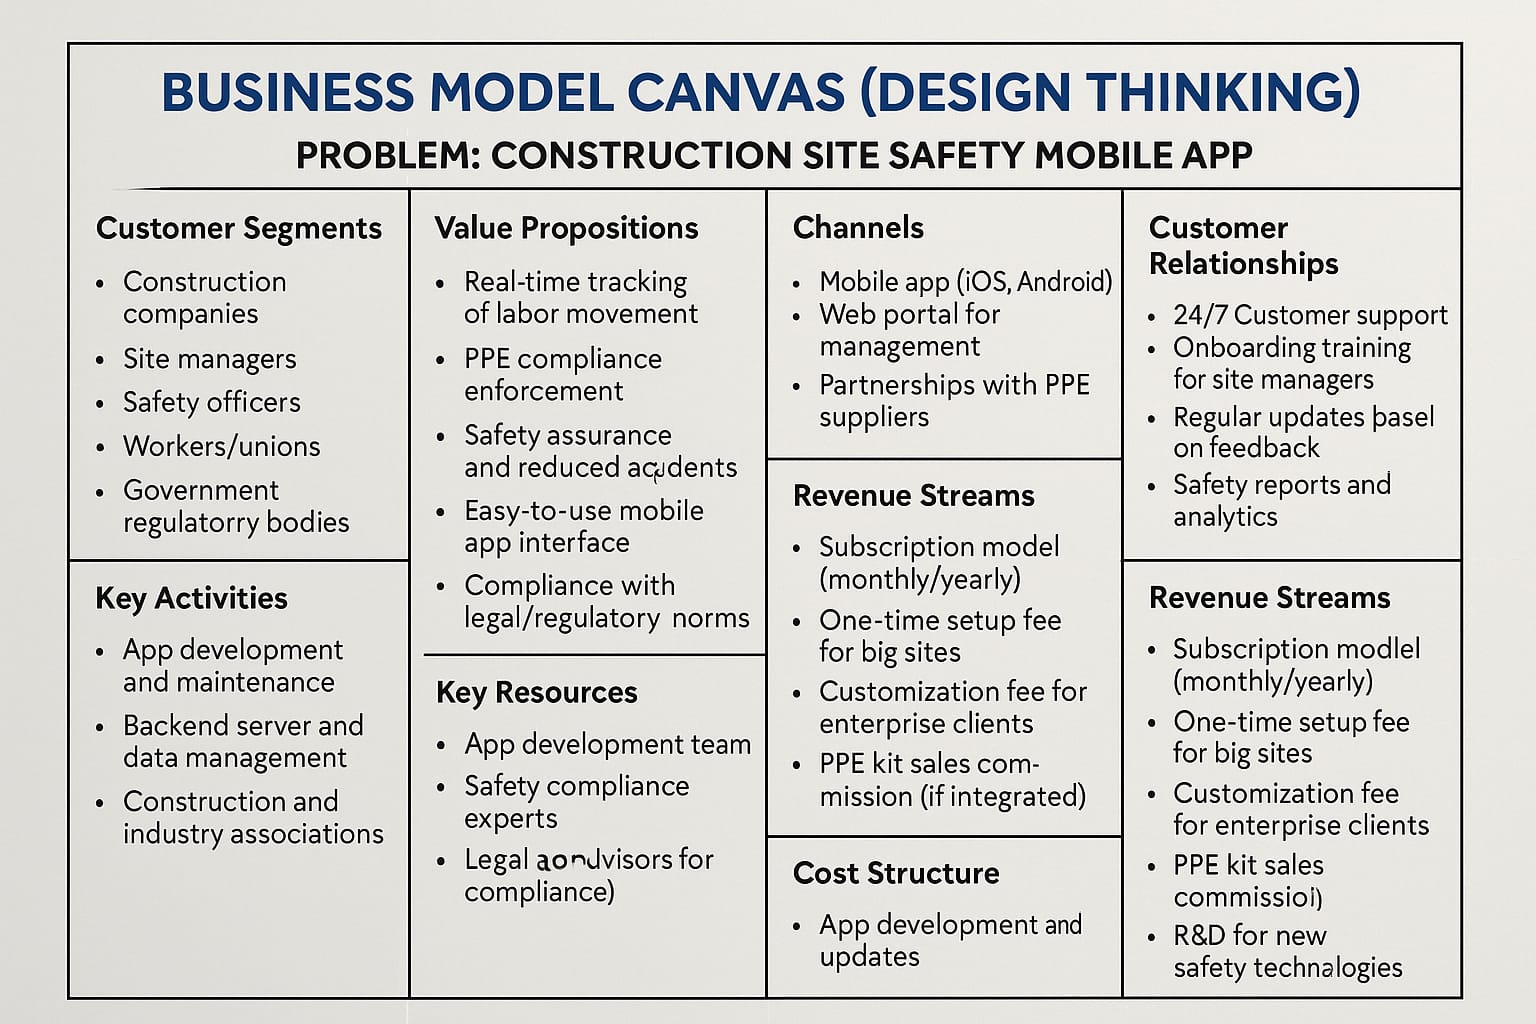 BUSINESS MODEL CANVAS (DESIGN THINKING)
PROBLEM: CONSTRUCTION SITE SAFETY MOBILE APP
Customer Segments
• Construction
companies
• Site managers
• Safety officers
• Workers/unions
• Government
regulatorry bodies
Key Activities
• App development
and maintenance
• Backend server and
data management
• Construction and
industry associations
Value Propositions
• Real-time tracking
of labor movement
• PPE compliance
enforcement
• Safety assurance
and reduced
• Easy-to-use mobile
app interface
• Compliance with
legal/regulatory norms
Key Resources
• App development team
• Safety compliance
experts
• Legal for
compliance)
Channels
• Mobile app (iOS, Android)
• Web portal for
management
• Partnerships with PPE
suppliers
Revenue Streams
• Subscription model
(monthly/yearly)
• One-time setup fee
for big sites
• Customization fee for
enterprise clients
• PPE kit sales com-
mission (if integrated)
Cost Structure
• App development and
updates
Customer
Relationships
• 24/7 Customer support
• Onboarding training
for site managers
• Regular updates
on feedback
• Safety reports and
analytics
Revenue Streams
• Subscription modlel
(monthly/yearly)
• One-time setup fee
for big sites
• Customization fee
for enterprise clients
• PPE kit sales
• R&D for new
safety technalogies